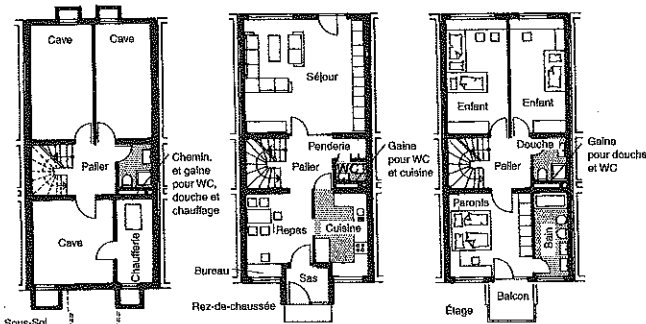 Cave
Cave
Palier
Chemin.
et gaine
pour WC,
douche et
chauffage
Cave
Chaufferie
Sous-Sol
Séjour
Penderie
Palier
WC
Gaina
pour WC
et cuisine
Repas
Cuisine
Bureau
Sas
Rez-de-chaussée
Enfant
Enfant
Douche
Palier
Gaîne
pour douche
et WC
Parents
Bain
Balcon
Étage